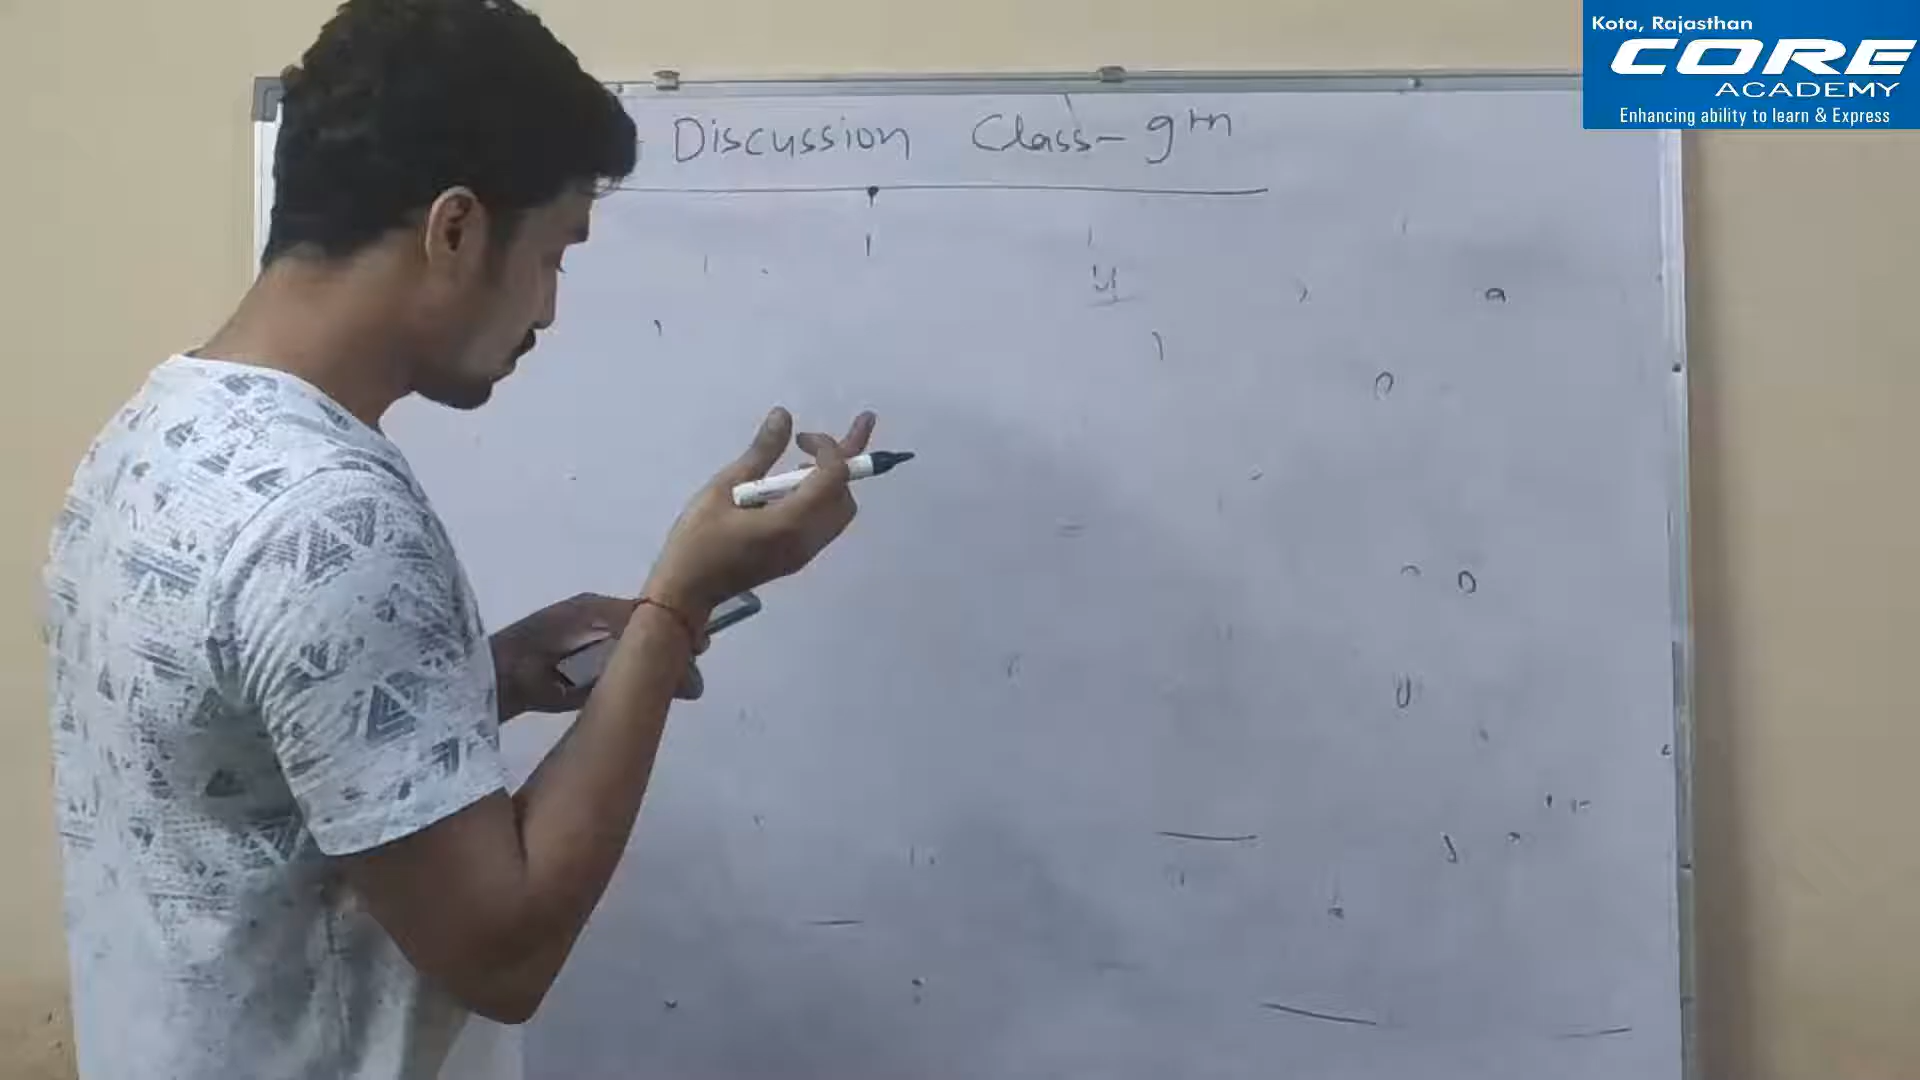 Kota, Rajasthan
CORE
ACADEMY
Enhancing ability to learn & Express
Discussion Class-9th